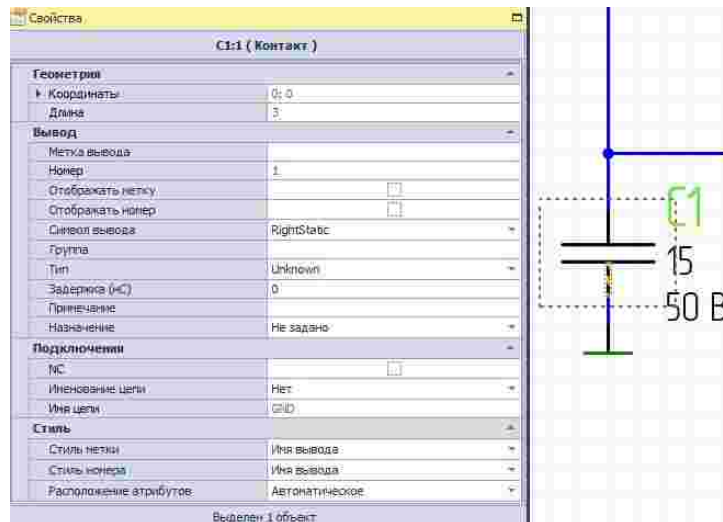 Свойства
C1:1 ( Контакт )
Геометрия
Координаты 0; 0
Длина 3
Вывод
Метка вывода
Номер 1
Отображать метку
Отображать номер
Символ вывода RightStatic
Группа
Тип Unknown
Задержка (нС) 0
Примечание
Назначение Не задано
Подключения
NC
Именование цепи Нет
Имя цепи GND
Стиль
Стиль метки Имя вывода
Стиль номера Имя вывода
Расположение атрибутов Автоматическое
Выделен 1 объект
C1
15
50 В